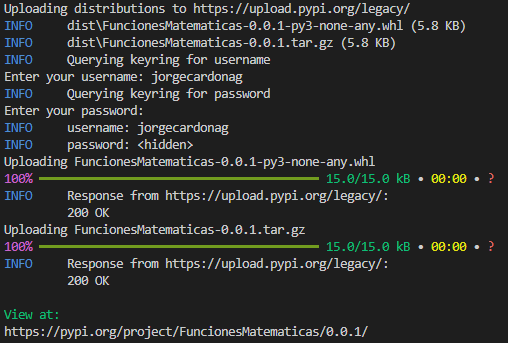 Uploading distributions to https://upload.pypi.org/legacy/
INFO     dist\FuncionesMatematicas-0.0.1-py3-none-any.whl (5.8 KB)
INFO     dist\FuncionesMatematicas-0.0.1.tar.gz (5.8 KB)
INFO     Querying keyring for username
Enter your username: jorgecardonag
INFO     Querying keyring for password
Enter your password:
INFO     username: jorgecardonag
INFO     password: <hidden>
Uploading FuncionesMatematicas-0.0.1-py3-none-any.whl
100% 15.0/15.0 kB • 00:00 • ?
INFO     Response from https://upload.pypi.org/legacy/:
         200 OK
Uploading FuncionesMatematicas-0.0.1.tar.gz
100% 15.0/15.0 kB • 00:00 • ?
INFO     Response from https://upload.pypi.org/legacy/:
         200 OK
View at:
https://pypi.org/project/FuncionesMatematicas/0.0.1/